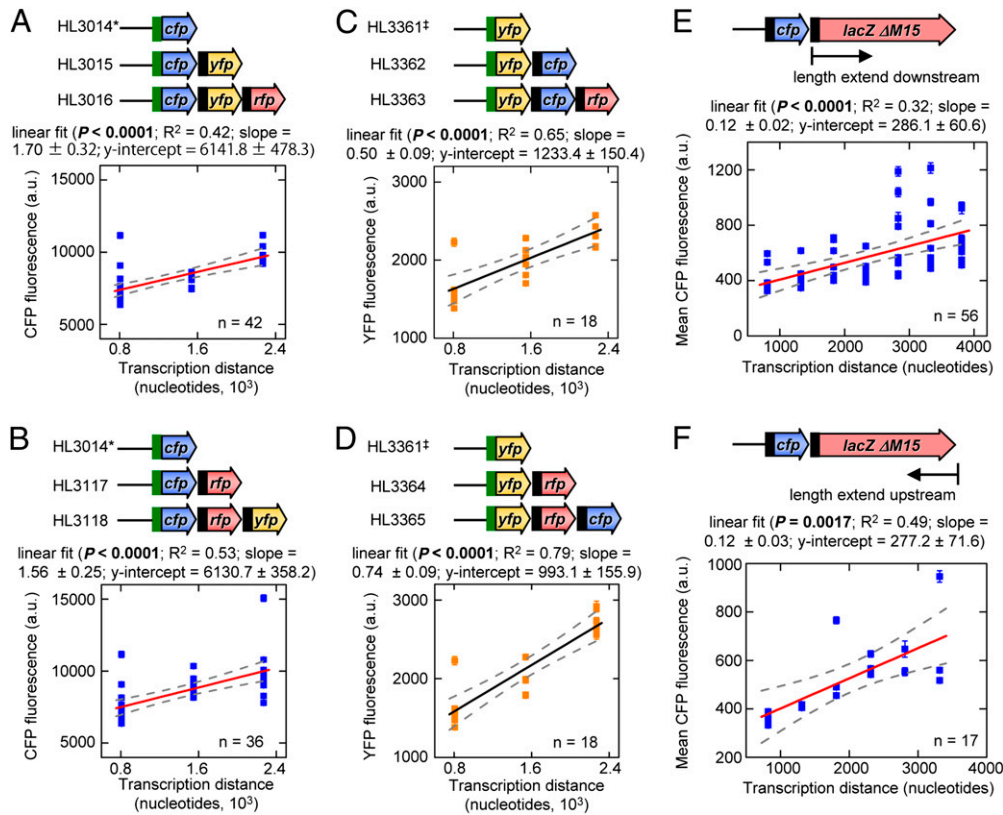 A
HL3014*
cfp
HL3015
cfp
yfp
HL3016
cfp
yfp
rfp
linear fit (P < 0.0001; R² = 0.42; slope =
1.70 ± 0.32; y-intercept = 6141.8 ± 478.3)
CFP fluorescence (a.u.)
15000
10000
5000
n = 42
0.8
1.6
2.4
Transcription distance
(nucleotides, 10³)
B
HL3014*
cfp
HL3117
cfp
rfp
HL3118
cfp
rfp
yfp
linear fit (P < 0.0001; R² = 0.53; slope =
1.56 ± 0.25; y-intercept = 6130.7 ± 358.2)
CFP fluorescence (a.u.)
15000
10000
5000
n = 36
0.8
1.6
2.4
Transcription distance
(nucleotides, 10³)
C
HL3361‡
yfp
HL3362
yfp
cfp
HL3363
yfp
cfp
rfp
linear fit (P < 0.0001; R² = 0.65; slope =
0.50 ± 0.09; y-intercept = 1233.4 ± 150.4)
YFP fluorescence (a.u.)
3000
2000
1000
n = 18
0.8
1.6
2.4
Transcription distance
(nucleotides, 10³)
D
HL3361‡
yfp
HL3364
yfp
rfp
HL3365
yfp
rfp
cfp
linear fit (P < 0.0001; R² = 0.79; slope =
0.74 ± 0.09; y-intercept = 993.1 ± 155.9)
YFP fluorescence (a.u.)
3000
2000
1000
n = 18
0.8
1.6
2.4
Transcription distance
(nucleotides, 10³)
E
cfp
lacZ ΔM15
length extend downstream
linear fit (P < 0.0001; R² = 0.32; slope =
0.12 ± 0.02; y-intercept = 286.1 ± 60.6)
Mean CFP fluorescence (a.u.)
1200
800
400
0
n = 56
1000
2000
3000
4000
Transcription distance (nucleotides)
F
cfp
lacZ ΔM15
length extend upstream
linear fit (P = 0.0017; R² = 0.49; slope =
0.12 ± 0.03; y-intercept = 277.2 ± 71.6)
Mean CFP fluorescence (a.u.)
1000
800
600
400
200
n = 17
1000
2000
3000
4000
Transcription distance (nucleotides)